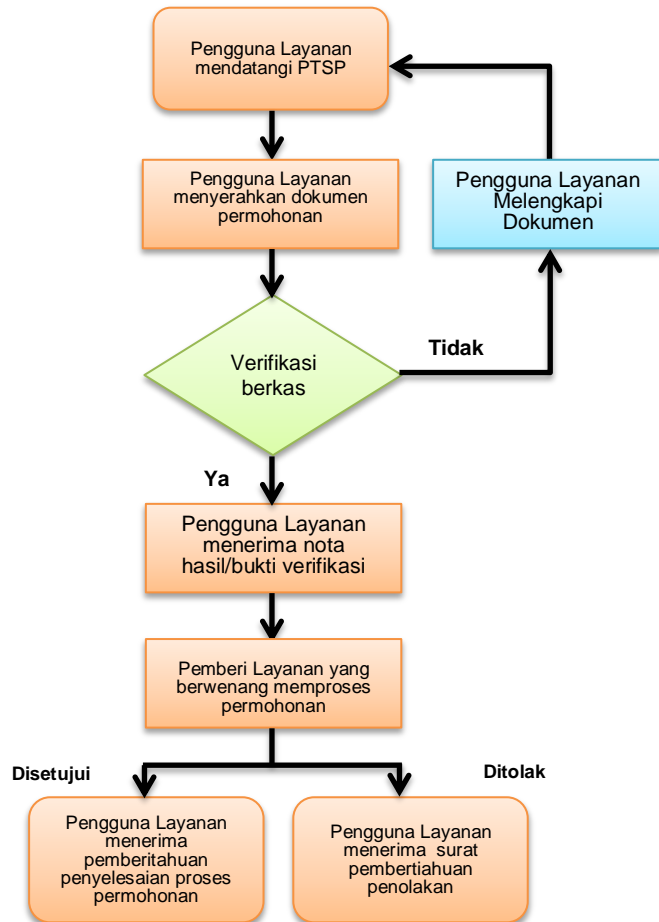 Pengguna Layanan
mendatangi PTSP
Pengguna Layanan
menyerahkan dokumen
permohonan
Pengguna Layanan
Melengkapi
Dokumen
Verifikasi
berkas
Tidak
Ya
Pengguna Layanan
menerima nota
hasil/bukti verifikasi
Pemberi Layanan yang
berwenang memproses
permohonan
Disetujui
Ditolak
Pengguna Layanan
menerima
pemberitahuan
penyelesaian proses
permohonan
Pengguna Layanan
menerima surat
pembertiahuan
penolakan